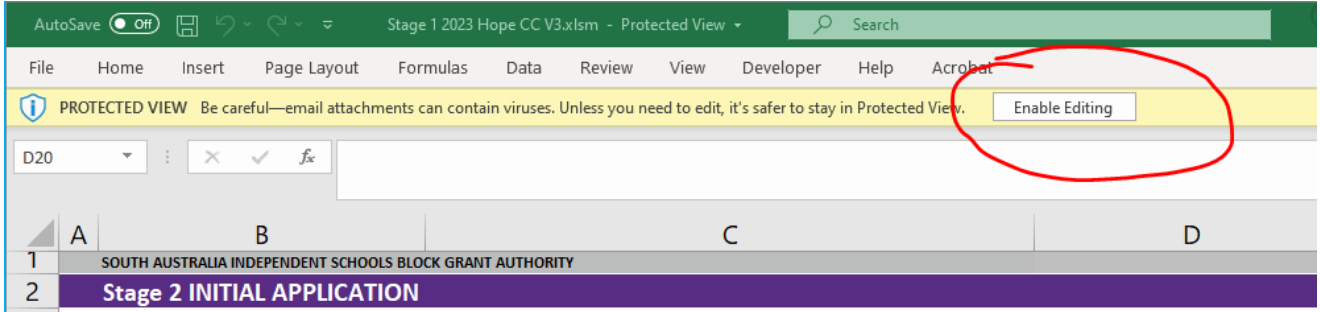 AutoSave Off Stage 1 2023 Hope CC V3.xlsm - Protected View Search
File Home Insert Page Layout Formulas Data Review View Developer Help Acrobat
PROTECTED VIEW Be careful—email attachments can contain viruses. Unless you need to edit, it's safer to stay in Protected View. Enable Editing
D20 fx
A B C D
1 SOUTH AUSTRALIA INDEPENDENT SCHOOLS BLOCK GRANT AUTHORITY
2 Stage 2 INITIAL APPLICATION